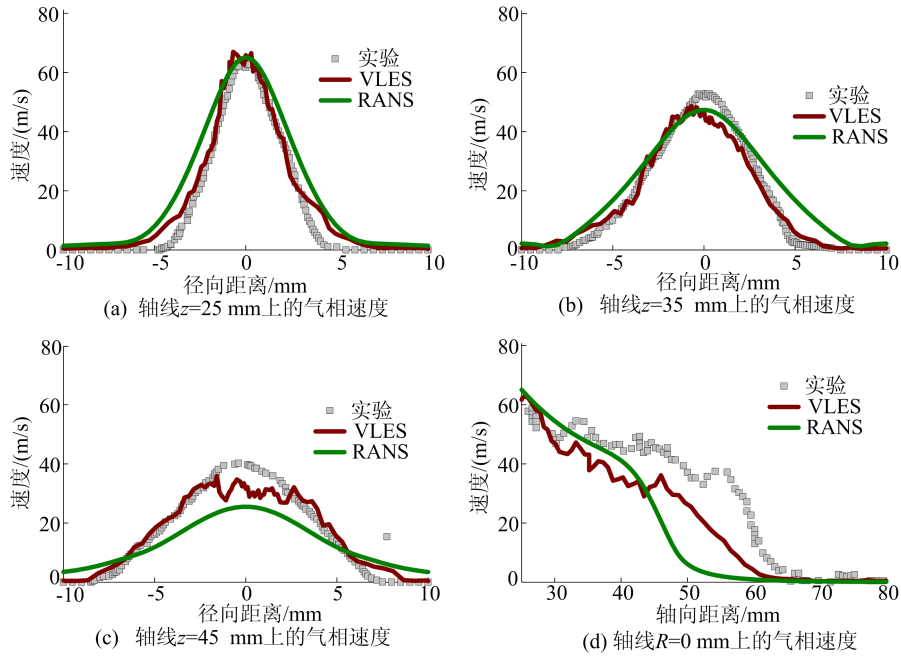 80
60
40
20
0
速度/(m/s)
实验
VLES
RANS
-10
-5
0
5
10
径向距离/mm
(a) 轴线z=25 mm上的气相速度
80
60
40
20
0
速度/(m/s)
实验
VLES
RANS
-10
-5
0
5
10
径向距离/mm
(b) 轴线z=35 mm上的气相速度
80
60
40
20
0
速度/(m/s)
实验
VLES
RANS
-10
-5
0
5
10
径向距离/mm
(c) 轴线z=45 mm上的气相速度
80
60
40
20
0
速度/(m/s)
实验
VLES
RANS
30
40
50
60
70
80
轴向距离/mm
(d) 轴线R=0 mm上的气相速度